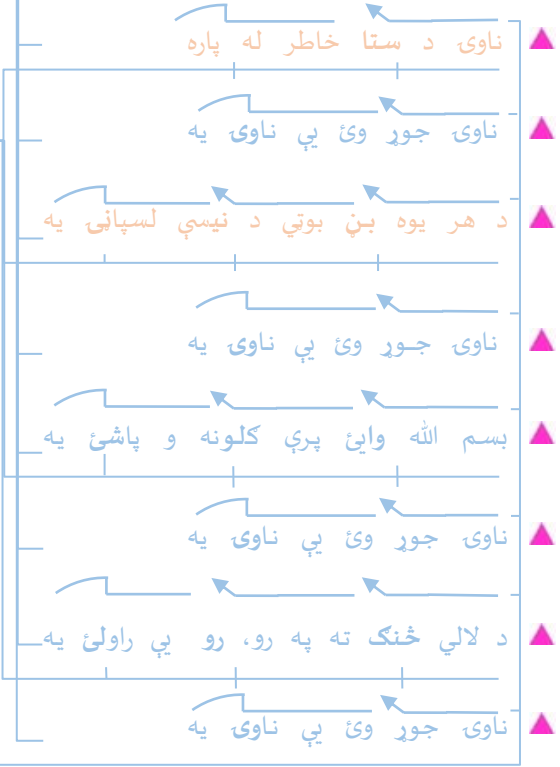 ناوې د ستا خاطر له پاره
ناوې جوړ وئ يې ناوې يه
د هر يوه بڼ بوتي د نيسې لسپاڼې يه
ناوې جوړ وئ يې ناوې يه
بسم الله وايئ پرې ګلونه و پاشئ يه
ناوې جوړ وئ يې ناوې يه
د لالي څنګ ته په رو، رو يې راولئ يه
ناوې جوړ وئ يې ناوې يه